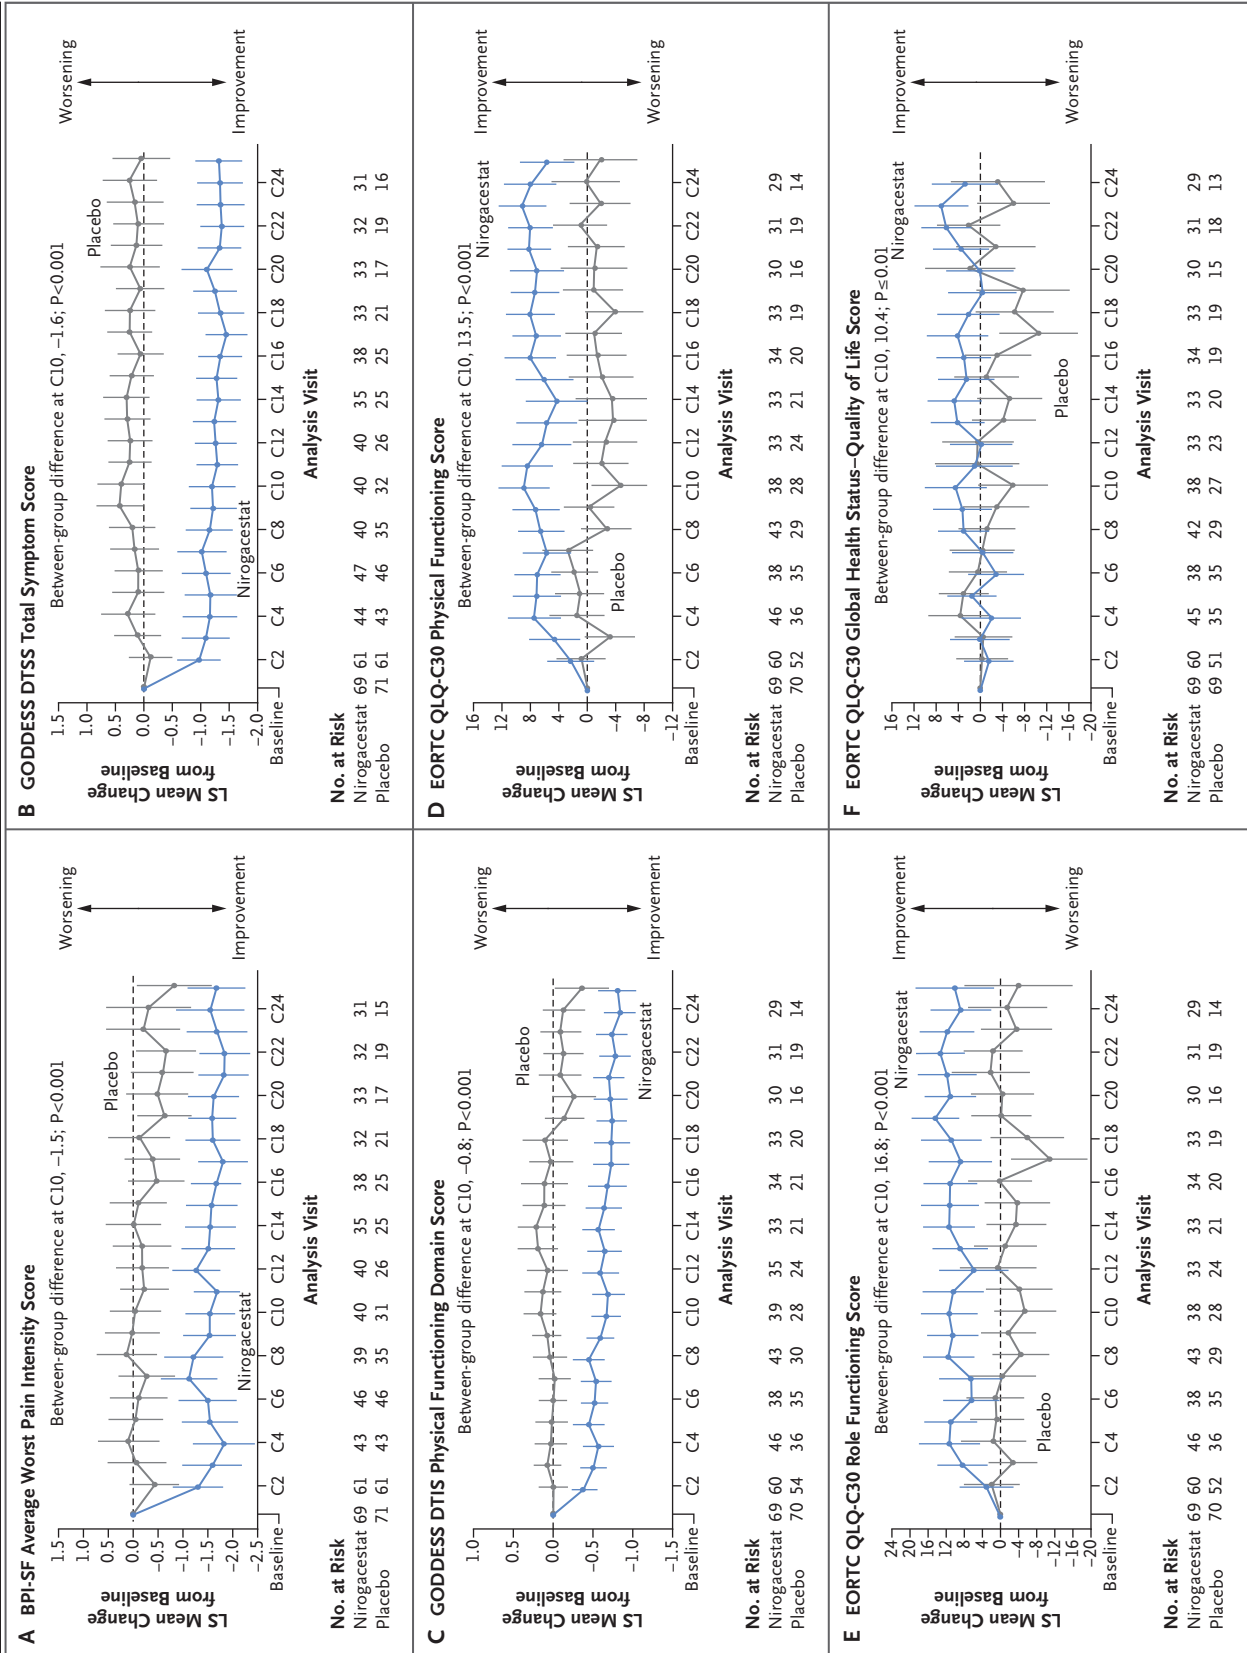 A BPI-SF Average Worst Pain Intensity Score
Between-group difference at C10, −1.5; P<0.001
LS Mean Change
from Baseline
1.5
1.0
0.5
0.0
−0.5
−1.0
−1.5
−2.0
−2.5
Placebo
Nirogacestat
Worsening
Improvement
Baseline C2 C4 C6 C8 C10 C12 C14 C16 C18 C20 C22 C24
Analysis Visit
No. at Risk
Nirogacestat 69 61 43 46 39 40 40 35 38 32 33 32 31
Placebo 71 61 43 46 35 31 26 25 25 21 17 19 15
B GODDESS DTSS Total Symptom Score
Between-group difference at C10, −1.6; P<0.001
LS Mean Change
from Baseline
1.5
1.0
0.5
0.0
−0.5
−1.0
−1.5
−2.0
Placebo
Nirogacestat
Worsening
Improvement
Baseline C2 C4 C6 C8 C10 C12 C14 C16 C18 C20 C22 C24
Analysis Visit
No. at Risk
Nirogacestat 69 61 44 47 40 40 40 35 38 33 33 32 31
Placebo 71 61 43 46 35 32 26 25 25 21 17 19 16
C GODDESS DTIS Physical Functioning Domain Score
Between-group difference at C10, −0.8; P<0.001
LS Mean Change
from Baseline
1.0
0.5
0.0
−0.5
−1.0
−1.5
Placebo
Nirogacestat
Worsening
Improvement
Baseline C2 C4 C6 C8 C10 C12 C14 C16 C18 C20 C22 C24
Analysis Visit
No. at Risk
Nirogacestat 69 60 46 38 43 39 35 33 34 33 30 31 29
Placebo 70 54 36 35 30 28 24 21 21 20 16 19 14
D EORTC QLQ-C30 Physical Functioning Score
Between-group difference at C10, 13.5; P<0.001
LS Mean Change
from Baseline
16
12
8
4
0
−4
−8
−12
Nirogacestat
Placebo
Improvement
Worsening
Baseline C2 C4 C6 C8 C10 C12 C14 C16 C18 C20 C22 C24
Analysis Visit
No. at Risk
Nirogacestat 69 60 46 38 43 38 33 33 34 33 30 31 29
Placebo 70 52 36 35 29 28 24 21 20 19 16 19 14
E EORTC QLQ-C30 Role Functioning Score
Between-group difference at C10, 16.8; P<0.001
LS Mean Change
from Baseline
24
20
16
12
8
4
0
−4
−8
−12
−16
−20
Nirogacestat
Placebo
Improvement
Worsening
Baseline C2 C4 C6 C8 C10 C12 C14 C16 C18 C20 C22 C24
Analysis Visit
No. at Risk
Nirogacestat 69 60 46 38 43 38 33 33 34 33 30 31 29
Placebo 70 52 36 35 29 28 24 21 20 19 16 19 14
F EORTC QLQ-C30 Global Health Status–Quality of Life Score
Between-group difference at C10, 10.4; P≤0.01
LS Mean Change
from Baseline
16
12
8
4
0
−4
−8
−12
−16
−20
Nirogacestat
Placebo
Improvement
Worsening
Baseline C2 C4 C6 C8 C10 C12 C14 C16 C18 C20 C22 C24
Analysis Visit
No. at Risk
Nirogacestat 69 60 45 38 42 38 33 33 34 33 30 31 29
Placebo 69 51 35 35 29 27 23 20 19 19 15 18 13